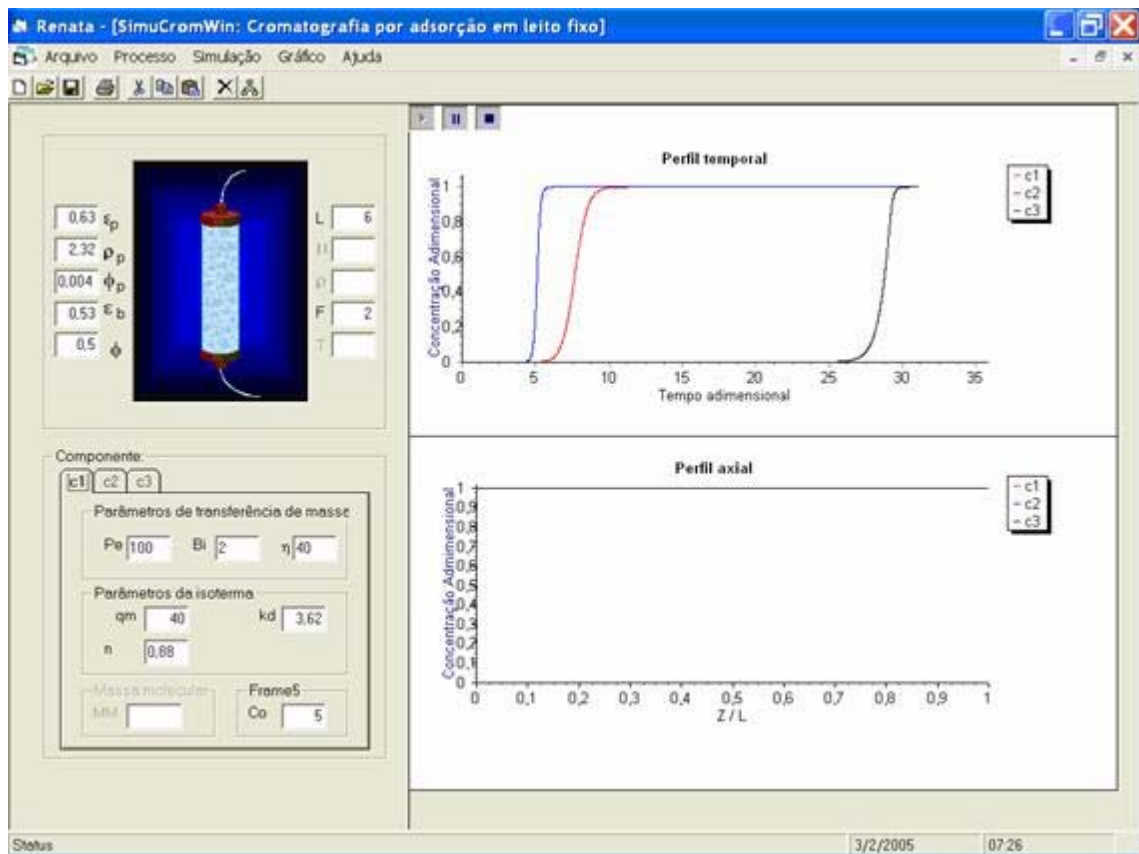 Renata - [SimuCromWin: Cromatografia por adsorção em leito fixo]
Arquivo Processo Simulação Gráfico Ajuda
0.63 εp
2.32 ρp
0.004 ϕp
0.53 εb
0,5 ϕ
L 6
F 2
T
Componente:
c1 c2 c3
Parâmetros de transferência de masse
Pe 100 Bi 2 η 40
Parâmetros da isoterma
qm 40 kd 3,62
n 0,88
Massa molecular
MM
Frame5
Co 5
Perfil temporal
c1
c2
c3
Concentração Adimensional
1
0,8
0,6
0,4
0,2
0
0 5 10 15 20 25 30 35
Tempo adimensional
Perfil axial
c1
c2
c3
Concentração Admimensional
1
0,9
0,8
0,7
0,6
0,5
0,4
0,3
0,2
0,1
0
0 0,1 0,2 0,3 0,4 0,5 0,6 0,7 0,8 0,9 1
Z / L
Status 3/2/2005 07:26